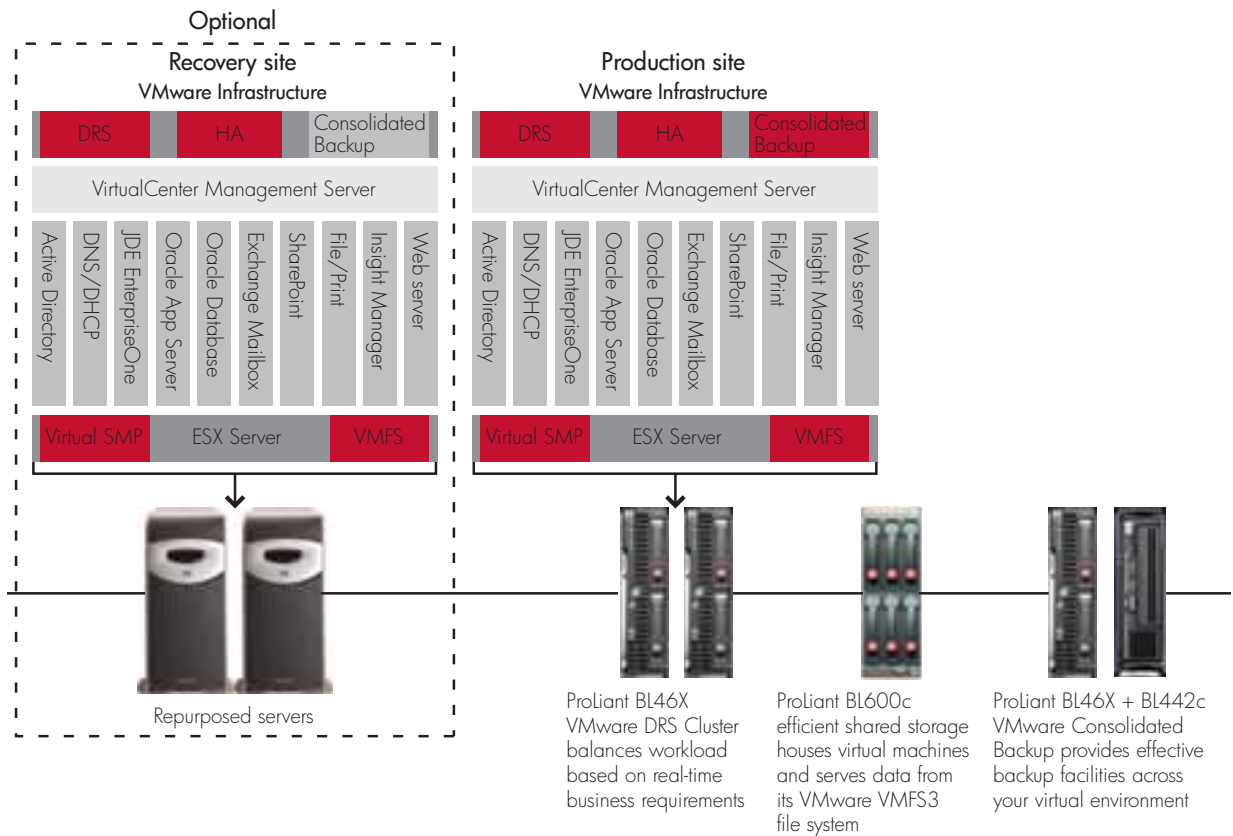 Optional
Recovery site
VMware Infrastructure
DRS
HA
Consolidated
Backup
VirtualCenter Management Server
Active Directory
DNS/DHCP
JDE EnterpriseOne
Oracle App Server
Oracle Database
Exchange Mailbox
SharePoint
File/Print
Insight Manager
Web server
Virtual SMP
ESX Server
VMFS
Repurposed servers
Production site
VMware Infrastructure
DRS
HA
Consolidated
Backup
VirtualCenter Management Server
Active Directory
DNS/DHCP
JDE EnterpriseOne
Oracle App Server
Oracle Database
Exchange Mailbox
SharePoint
File/Print
Insight Manager
Web server
Virtual SMP
ESX Server
VMFS
ProLiant BL46X
VMware DRS Cluster
balances workload
based on real-time
business requirements
ProLiant BL600c
efficient shared storage
houses virtual machines
and serves data from
its VMware VMFS3
file system
ProLiant BL46X + BL442c
VMware Consolidated
Backup provides effective
backup facilities across
your virtual environment